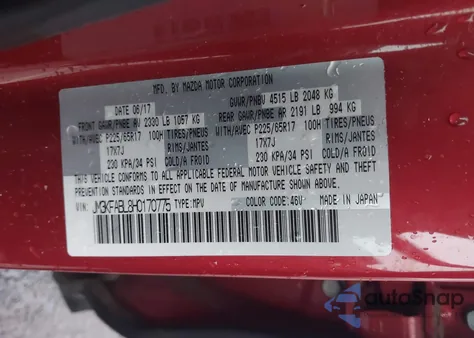 MFD. BY MAZDA MOTOR CORPORATION
DATE 06/17 GVWR/PNBV 4515 LB 2048 KG
FRONT GAWR/PNBE AV 2330 LB 1057 KG REAR GAWR/PNBE AR 2191 LB 994 KG
WITH/AVEC P225/65R17 100H TIRES/PNEUS WITH/AVEC P225/65R17 100H TIRES/PNEUS
17X7J RIMS/JANTES 17X7J RIMS/JANTES
230 KPA/34 PSI COLD/A FROID 230 KPA/34 PSI COLD/A FROID
THIS VEHICLE CONFORMS TO ALL APPLICABLE FEDERAL MOTOR VEHICLE SAFETY
STANDARDS IN EFFECT ON THE DATE OF MANUFACTURE SHOWN ABOVE.
VIN: JM3KFABL8H0170775 TYPE:MPV COLOR CODE:46V MADE IN JAPAN
autoSnap